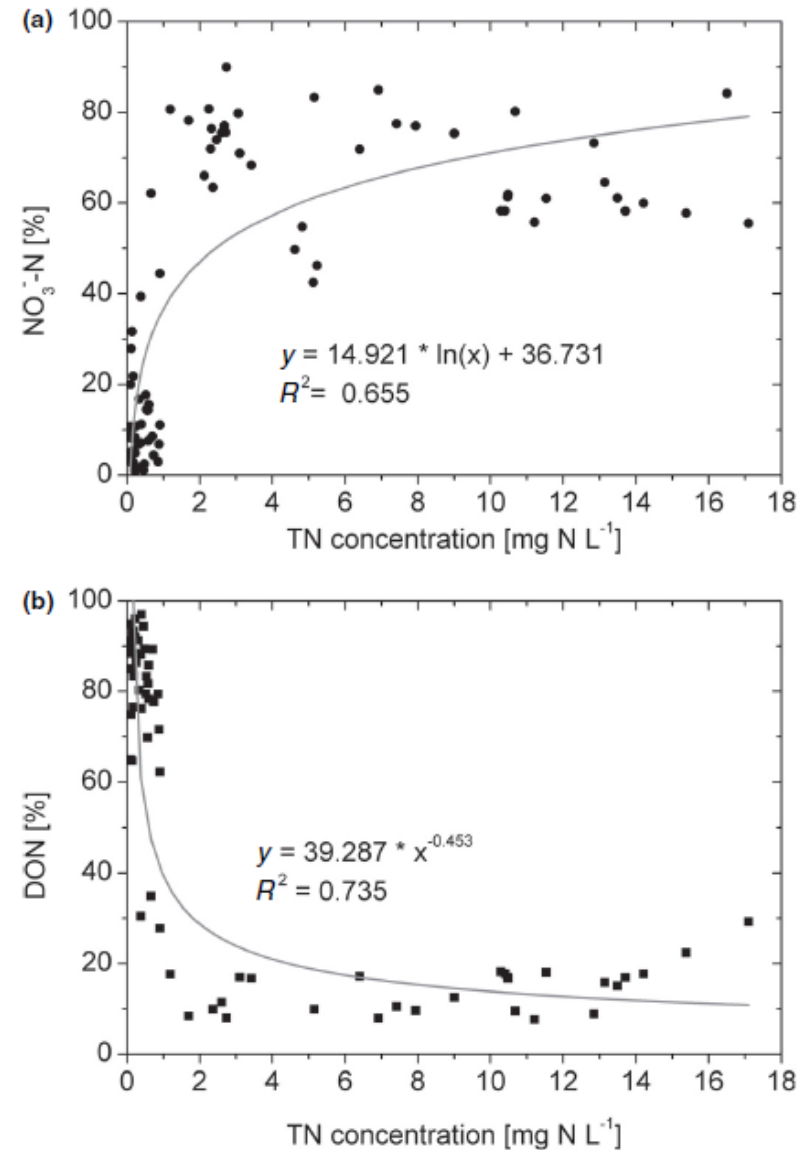 (a)
100
80
60
40
20
0
NO₃⁻-N [%]
y = 14.921 * ln(x) + 36.731
R²= 0.655
0 2 4 6 8 10 12 14 16 18
TN concentration [mg N L⁻¹]
(b)
100
80
60
40
20
0
DON [%]
y = 39.287 * x⁻⁰·⁴⁵³
R² = 0.735
0 2 4 6 8 10 12 14 16 18
TN concentration [mg N L⁻¹]